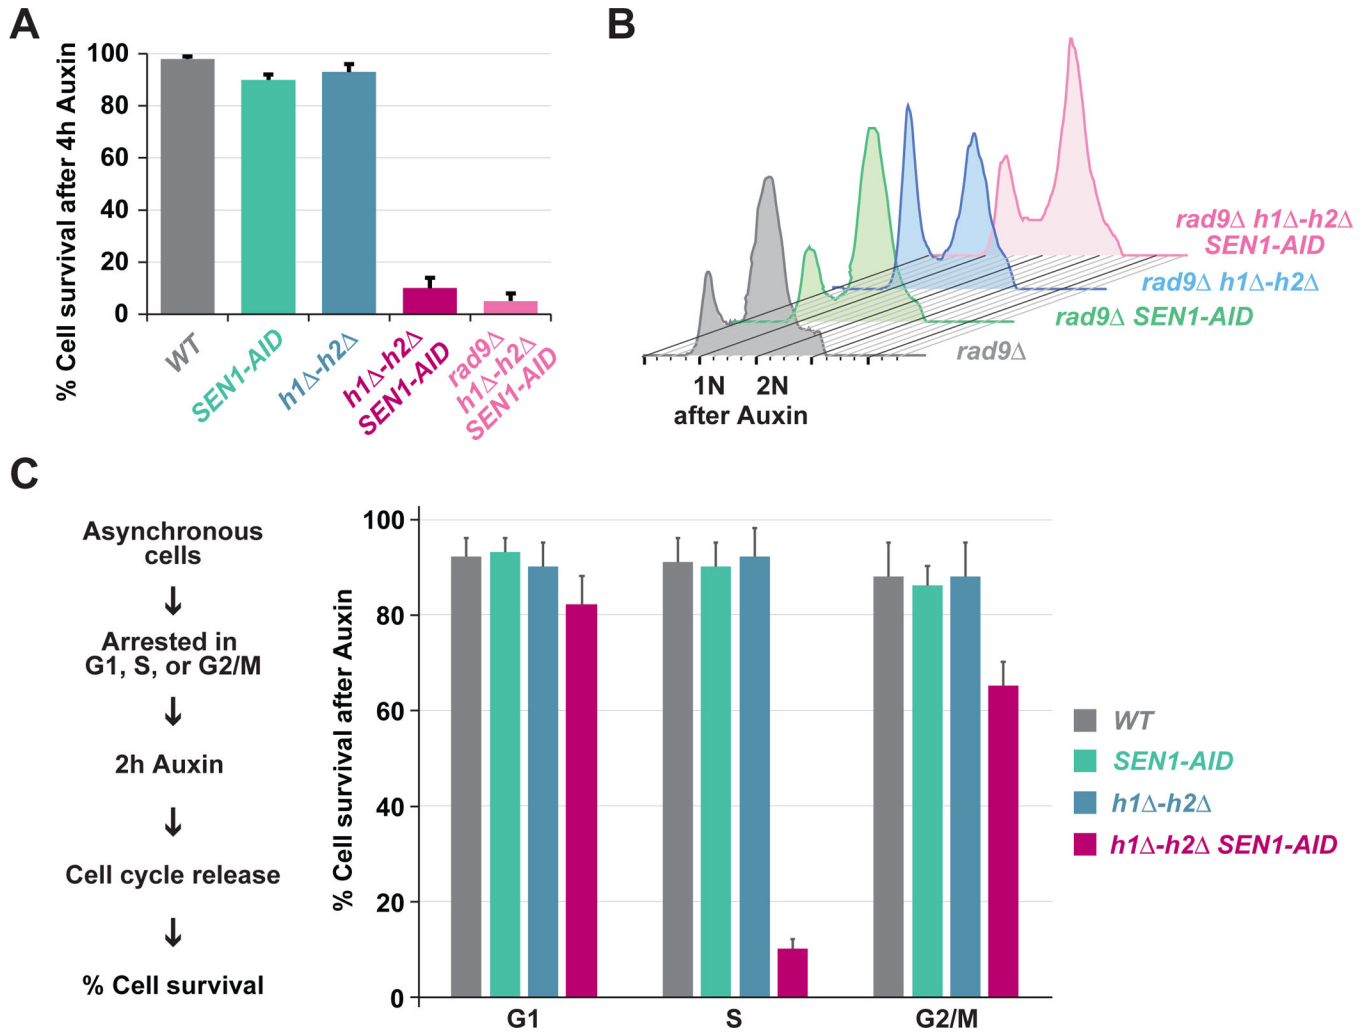 A
% Cell survival after 4h Auxin
100
80
60
40
20
0
WT
SEN1-AID
h1Δ-h2Δ
h1Δ-h2Δ
SEN1-AID
rad9Δ
h1Δ-h2Δ
SEN1-AID
B
rad9Δ h1Δ-h2Δ
SEN1-AID
rad9Δ h1Δ-h2Δ
rad9Δ SEN1-AID
rad9Δ
1N 2N
after Auxin
C
Asynchronous
cells
↓
Arrested in
G1, S, or G2/M
↓
2h Auxin
↓
Cell cycle release
↓
% Cell survival
% Cell survival after Auxin
100
80
60
40
20
0
G1 S G2/M
WT
SEN1-AID
h1Δ-h2Δ
h1Δ-h2Δ SEN1-AID